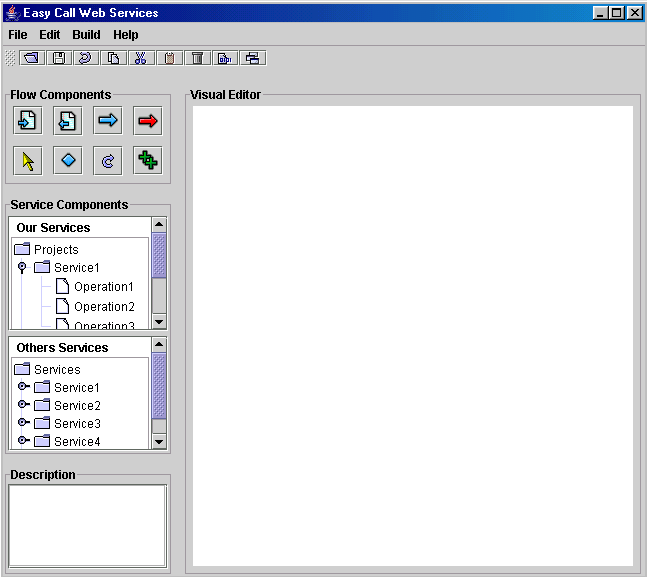 Easy Call Web Services
File Edit Build Help
Flow Components
Visual Editor
Service Components
Our Services
Projects
Service1
Operation1
Operation2
Operation3
Others Services
Services
Service1
Service2
Service3
Service4
Description